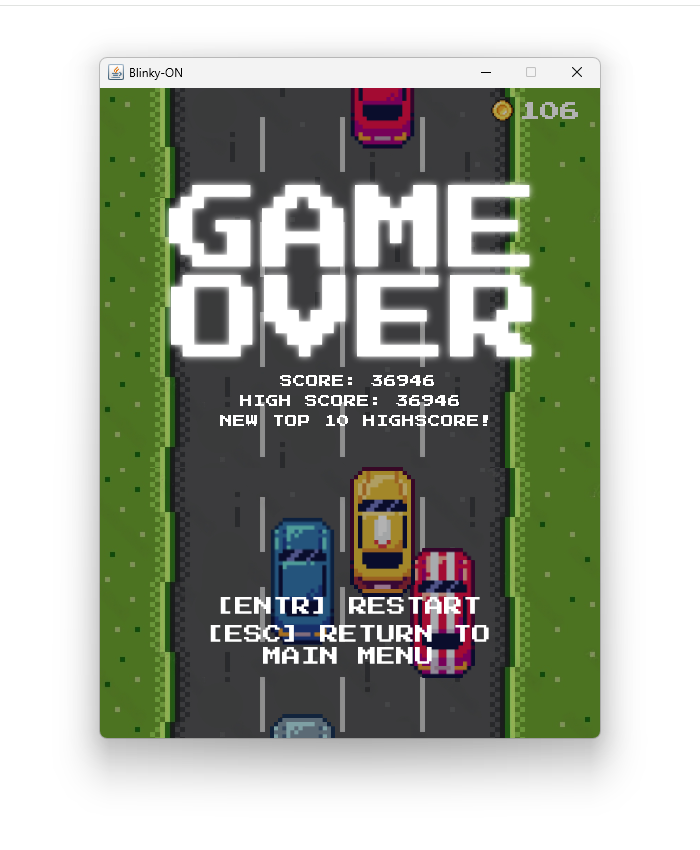 Blinky-ON
106
GAME
OVER
SCORE: 36946
HIGH SCORE: 36946
NEW TOP 10 HIGHSCORE!
[ENTR] RESTART
[ESC] RETURN TO
MAIN MENU